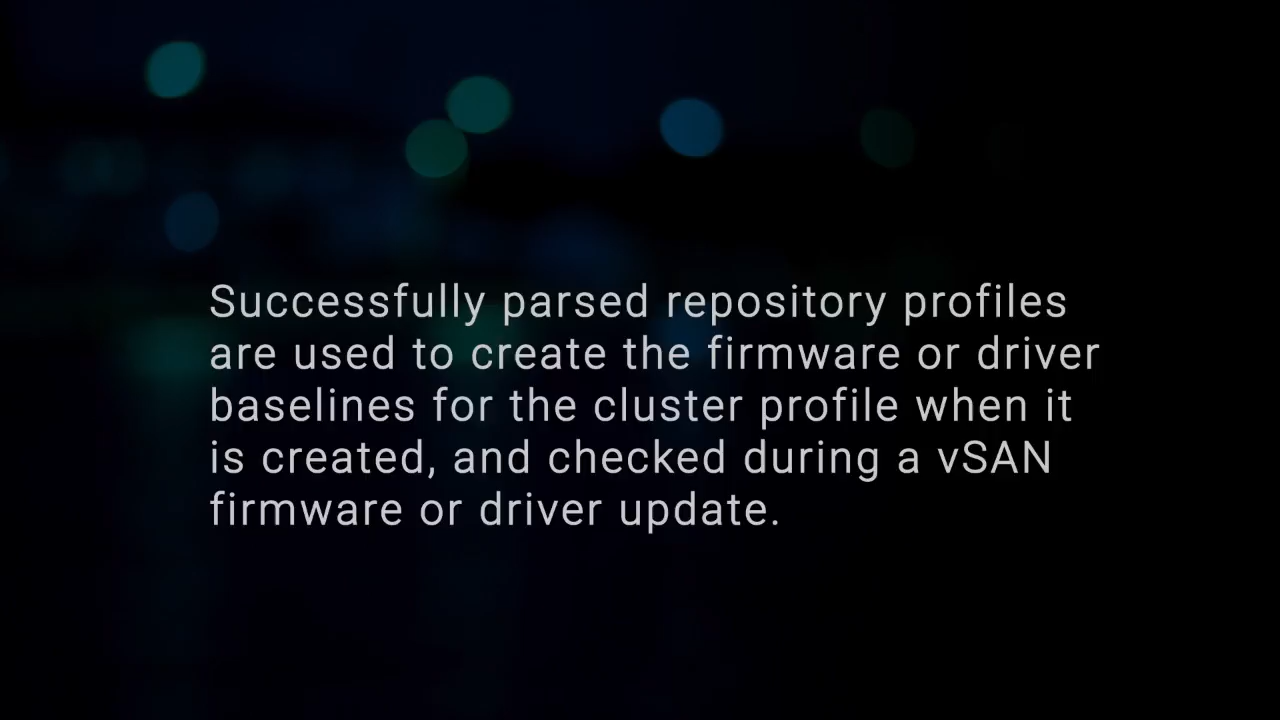 Successfully parsed repository profiles
are used to create the firmware or driver
baselines for the cluster profile when it
is created, and checked during a vSAN
firmware or driver update.